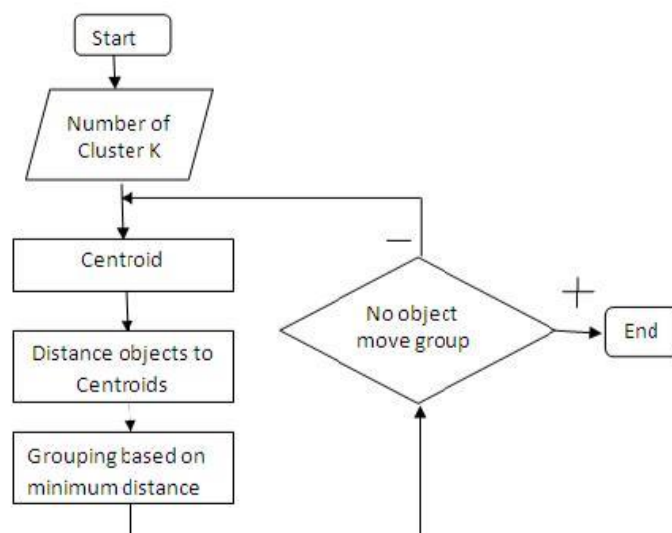 Start
Number of
Cluster K
Centroid
Distance objects to
Centroids
Grouping based on
minimum distance
−
No object
move group
+
End